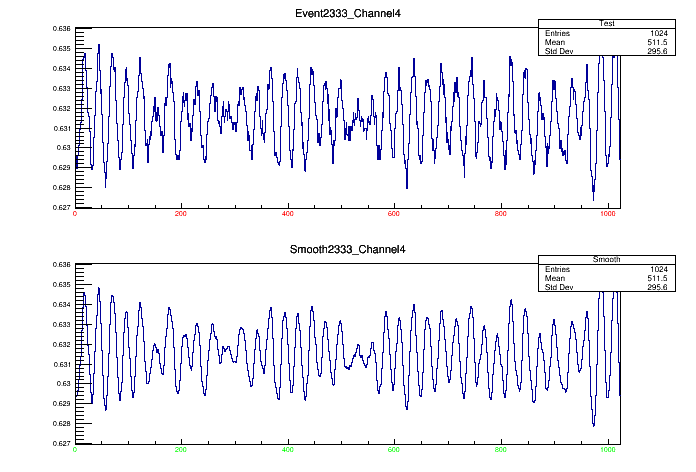 Event2333_Channel4
Test
Entries 1024
Mean 511.5
Std Dev 295.6
0.636
0.635
0.634
0.633
0.632
0.631
0.63
0.629
0.628
0.627
0 200 400 600 800 1000
Smooth2333_Channel4
Smooth
Entries 1024
Mean 511.5
Std Dev 295.6
0.636
0.635
0.634
0.633
0.632
0.631
0.63
0.629
0.628
0.627
0 200 400 600 800 1000